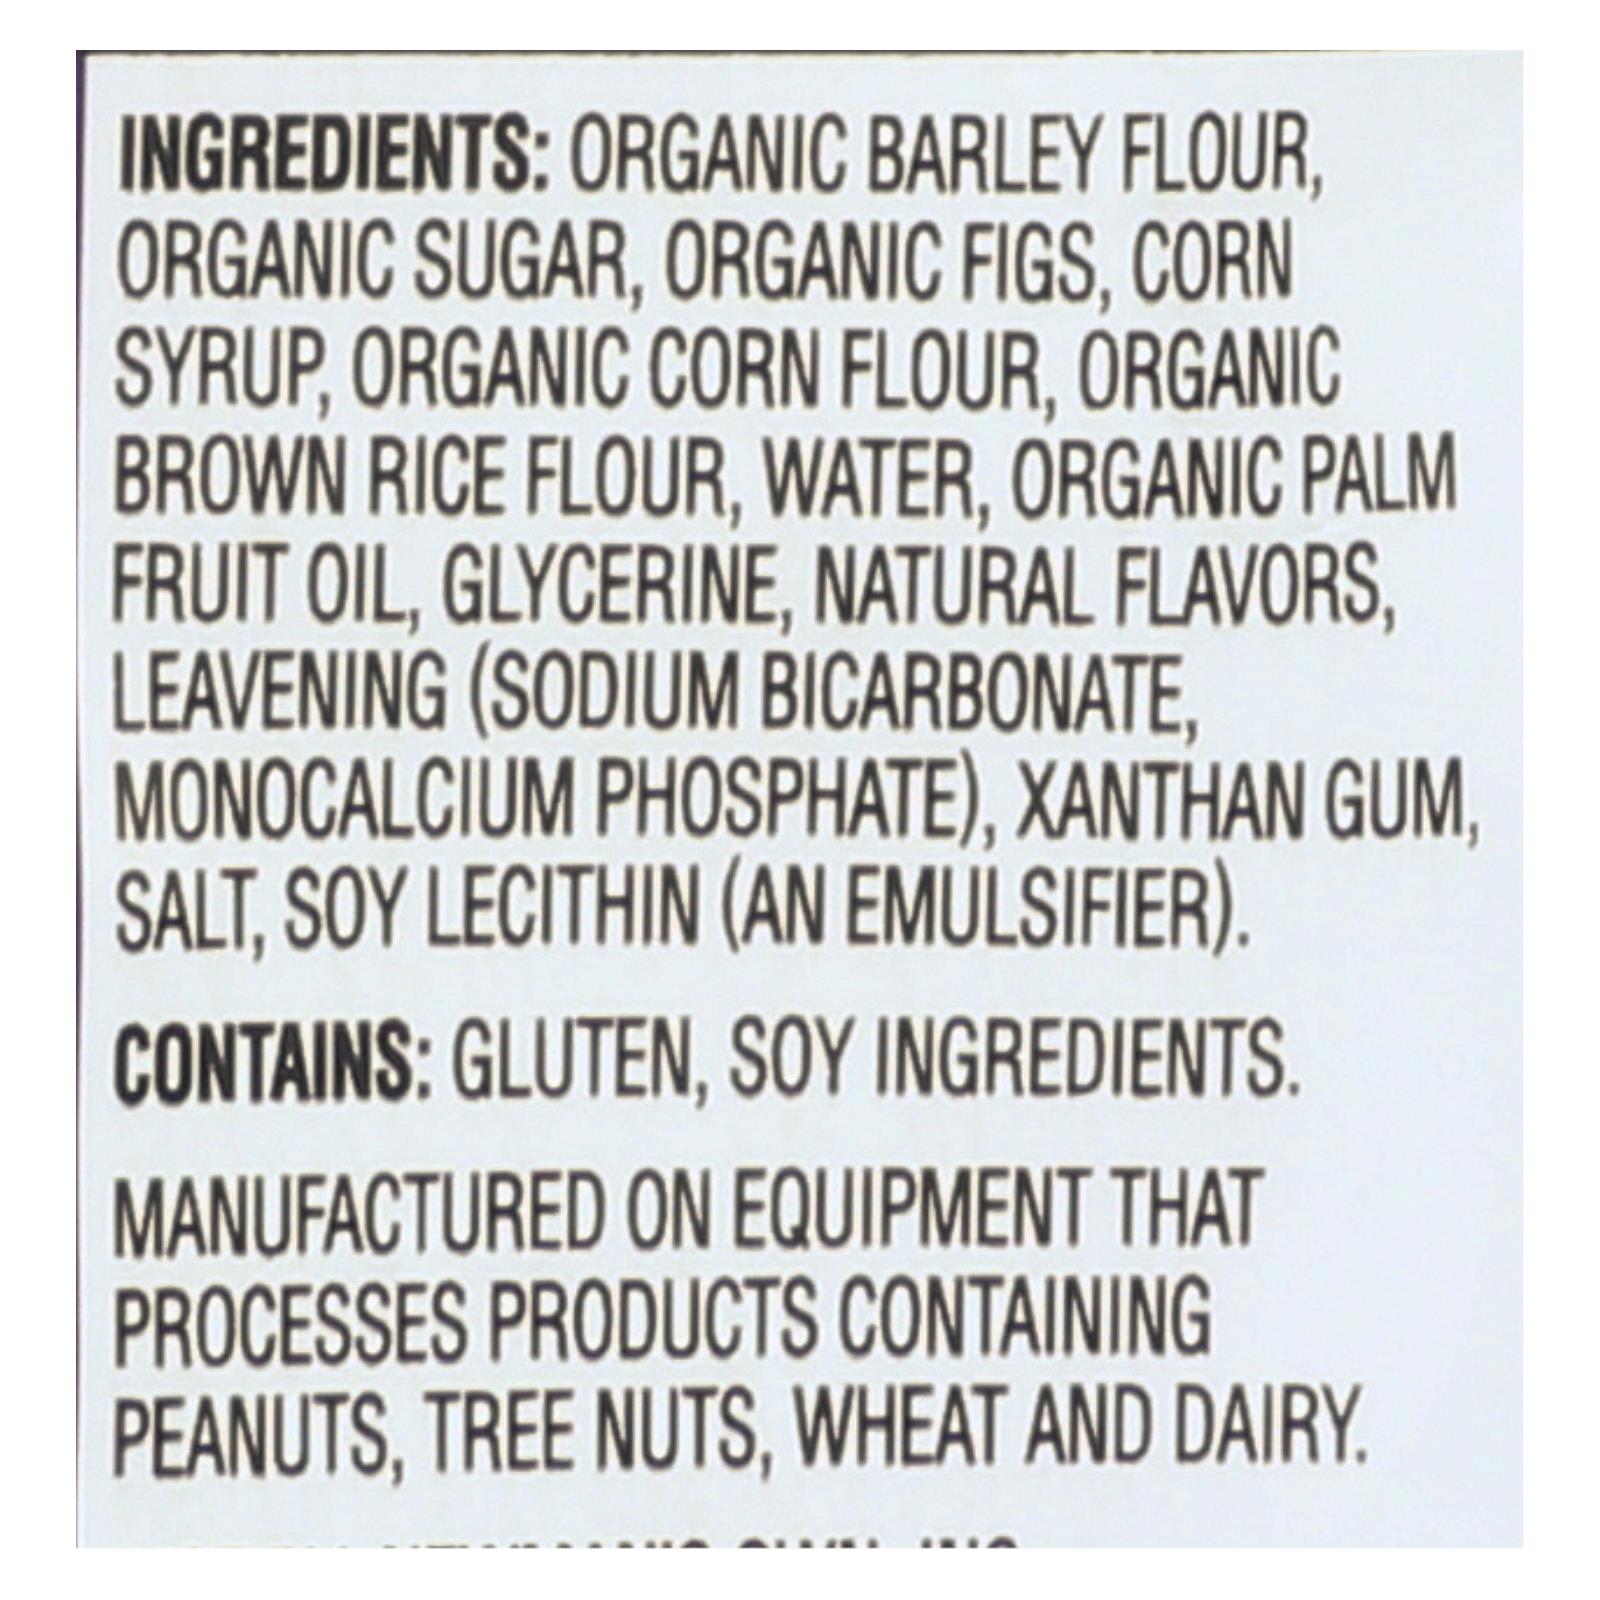 INGREDIENTS: ORGANIC BARLEY FLOUR,
ORGANIC SUGAR, ORGANIC FIGS, CORN
SYRUP, ORGANIC CORN FLOUR, ORGANIC
BROWN RICE FLOUR, WATER, ORGANIC PALM
FRUIT OIL, GLYCERINE, NATURAL FLAVORS,
LEAVENING (SODIUM BICARBONATE,
MONOCALCIUM PHOSPHATE), XANTHAN GUM,
SALT, SOY LECITHIN (AN EMULSIFIER).
CONTAINS: GLUTEN, SOY INGREDIENTS.
MANUFACTURED ON EQUIPMENT THAT
PROCESSES PRODUCTS CONTAINING
PEANUTS, TREE NUTS, WHEAT AND DAIRY.